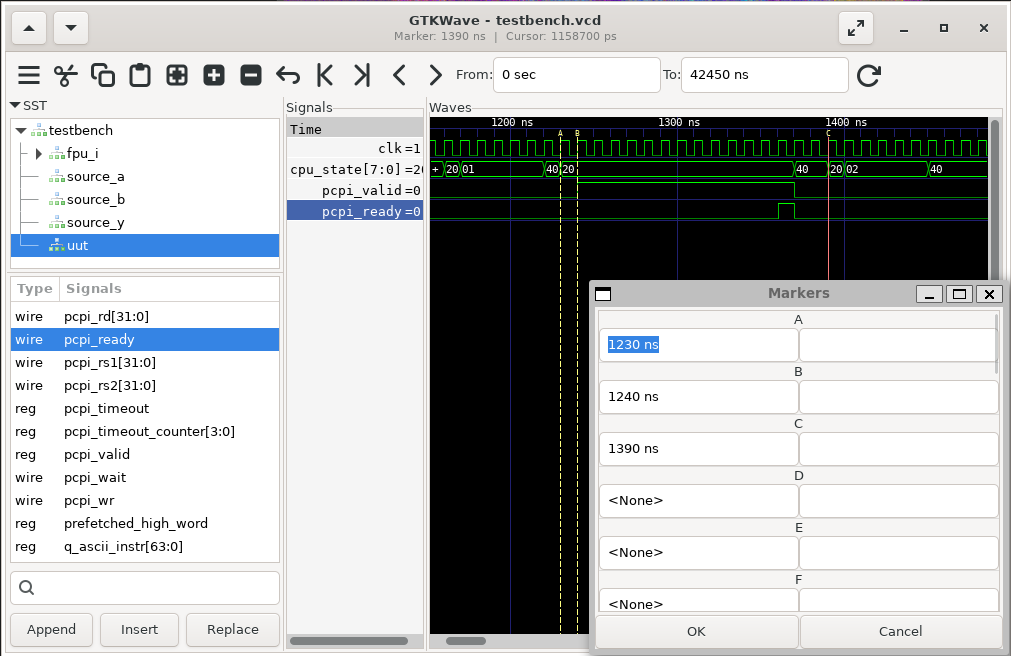 GTKWave - testbench.vcd
Marker: 1390 ns | Cursor: 1158700 ps
From: 0 sec To: 42450 ns
SST
testbench
fpu_i
source_a
source_b
source_y
uut
Type Signals
wire pcpi_rd[31:0]
wire pcpi_ready
wire pcpi_rs1[31:0]
wire pcpi_rs2[31:0]
reg pcpi_timeout
reg pcpi_timeout_counter[3:0]
reg pcpi_valid
wire pcpi_wait
wire pcpi_wr
reg prefetched_high_word
reg q_ascii_instr[63:0]
Append Insert Replace
Signals
Time
clk =1
cpu_state[7:0] =20
pcpi_valid =0
pcpi_ready =0
Waves
1200 ns 1300 ns 1400 ns
A B C
+ 20 01 40 20 40 20 02 40
Markers
A
1230 ns
B
1240 ns
C
1390 ns
D
<None>
E
<None>
F
<None>
OK Cancel